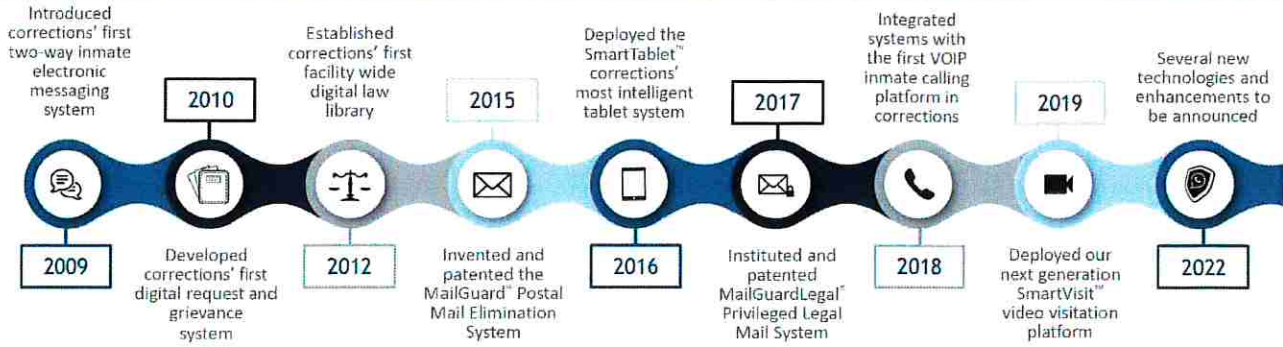 Introduced
corrections' first
two-way inmate
electronic
messaging
system
2009
2010
Developed
corrections' first
digital request and
grievance
system
Established
corrections' first
facility wide
digital law
library
2012
2015
Invented and
patented the
MailGuard™ Postal
Mail Elimination
System
Deployed the
SmartTablet™
corrections'
most intelligent
tablet system
2016
2017
Instituted and
patented
MailGuardLegal™
Privileged Legal
Mail System
Integrated
systems with
the first VOIP
inmate calling
platform in
corrections
2018
2019
Deployed our
next generation
SmartVisit™
video visitation
platform
Several new
technologies and
enhancements to
be announced
2022